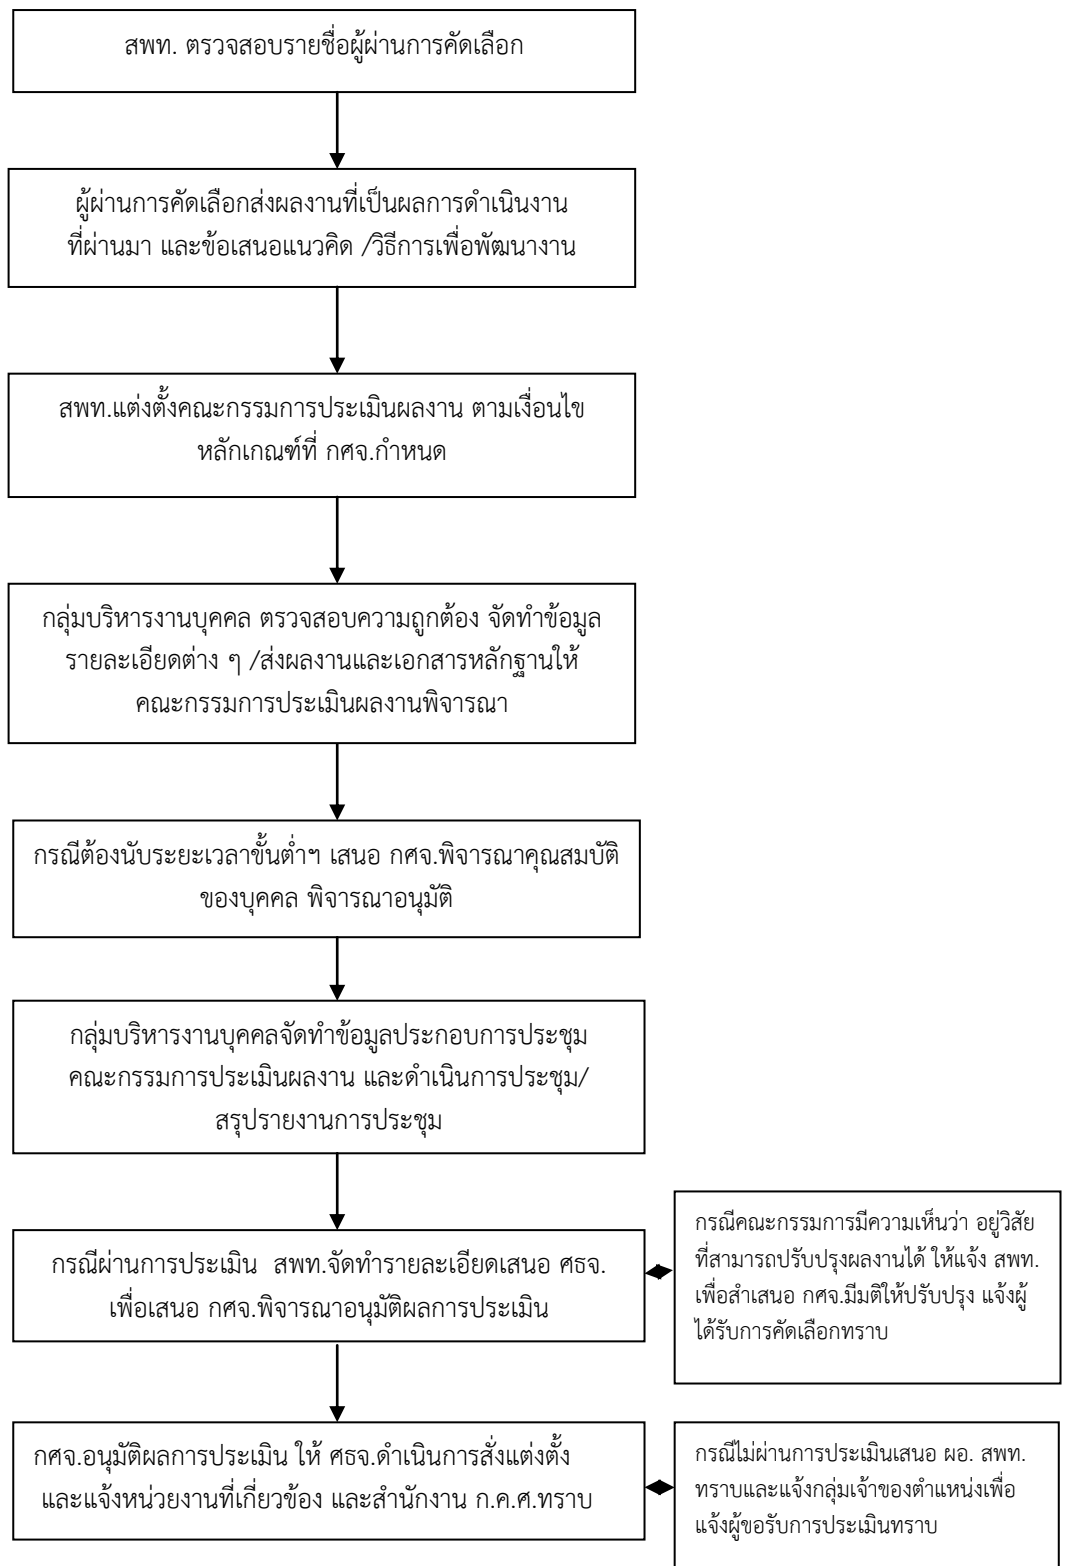 สพท. ตรวจสอบรายชื่อผู้ผ่านการคัดเลือก
ผู้ผ่านการคัดเลือกส่งผลงานที่เป็นผลการดำเนินงาน
ที่ผ่านมา และข้อเสนอแนวคิด /วิธีการเพื่อพัฒนางาน
สพท.แต่งตั้งคณะกรรมการประเมินผลงาน ตามเงื่อนไข
หลักเกณฑ์ที่ กศจ.กำหนด
กลุ่มบริหารงานบุคคล ตรวจสอบความถูกต้อง จัดทำข้อมูล
รายละเอียดต่าง ๆ /ส่งผลงานและเอกสารหลักฐานให้
คณะกรรมการประเมินผลงานพิจารณา
กรณีต้องนับระยะเวลาขั้นต่ำฯ เสนอ กศจ.พิจารณาคุณสมบัติ
ของบุคคล พิจารณาอนุมัติ
กลุ่มบริหารงานบุคคลจัดทำข้อมูลประกอบการประชุม
คณะกรรมการประเมินผลงาน และดำเนินการประชุม/
สรุปรายงานการประชุม
กรณีผ่านการประเมิน สพท.จัดทำรายละเอียดเสนอ ศธจ.
เพื่อเสนอ กศจ.พิจารณาอนุมัติผลการประเมิน
กรณีคณะกรรมการมีความเห็นว่า อยู่วิสัย
ที่สามารถปรับปรุงผลงานได้ ให้แจ้ง สพท.
เพื่อสำเสนอ กศจ.มีมติให้ปรับปรุง แจ้งผู้
ได้รับการคัดเลือกทราบ
กศจ.อนุมัติผลการประเมิน ให้ ศธจ.ดำเนินการสั่งแต่งตั้ง
และแจ้งหน่วยงานที่เกี่ยวข้อง และสำนักงาน ก.ค.ศ.ทราบ
กรณีไม่ผ่านการประเมินเสนอ ผอ. สพท.
ทราบและแจ้งกลุ่มเจ้าของตำแหน่งเพื่อ
แจ้งผู้ขอรับการประเมินทราบ